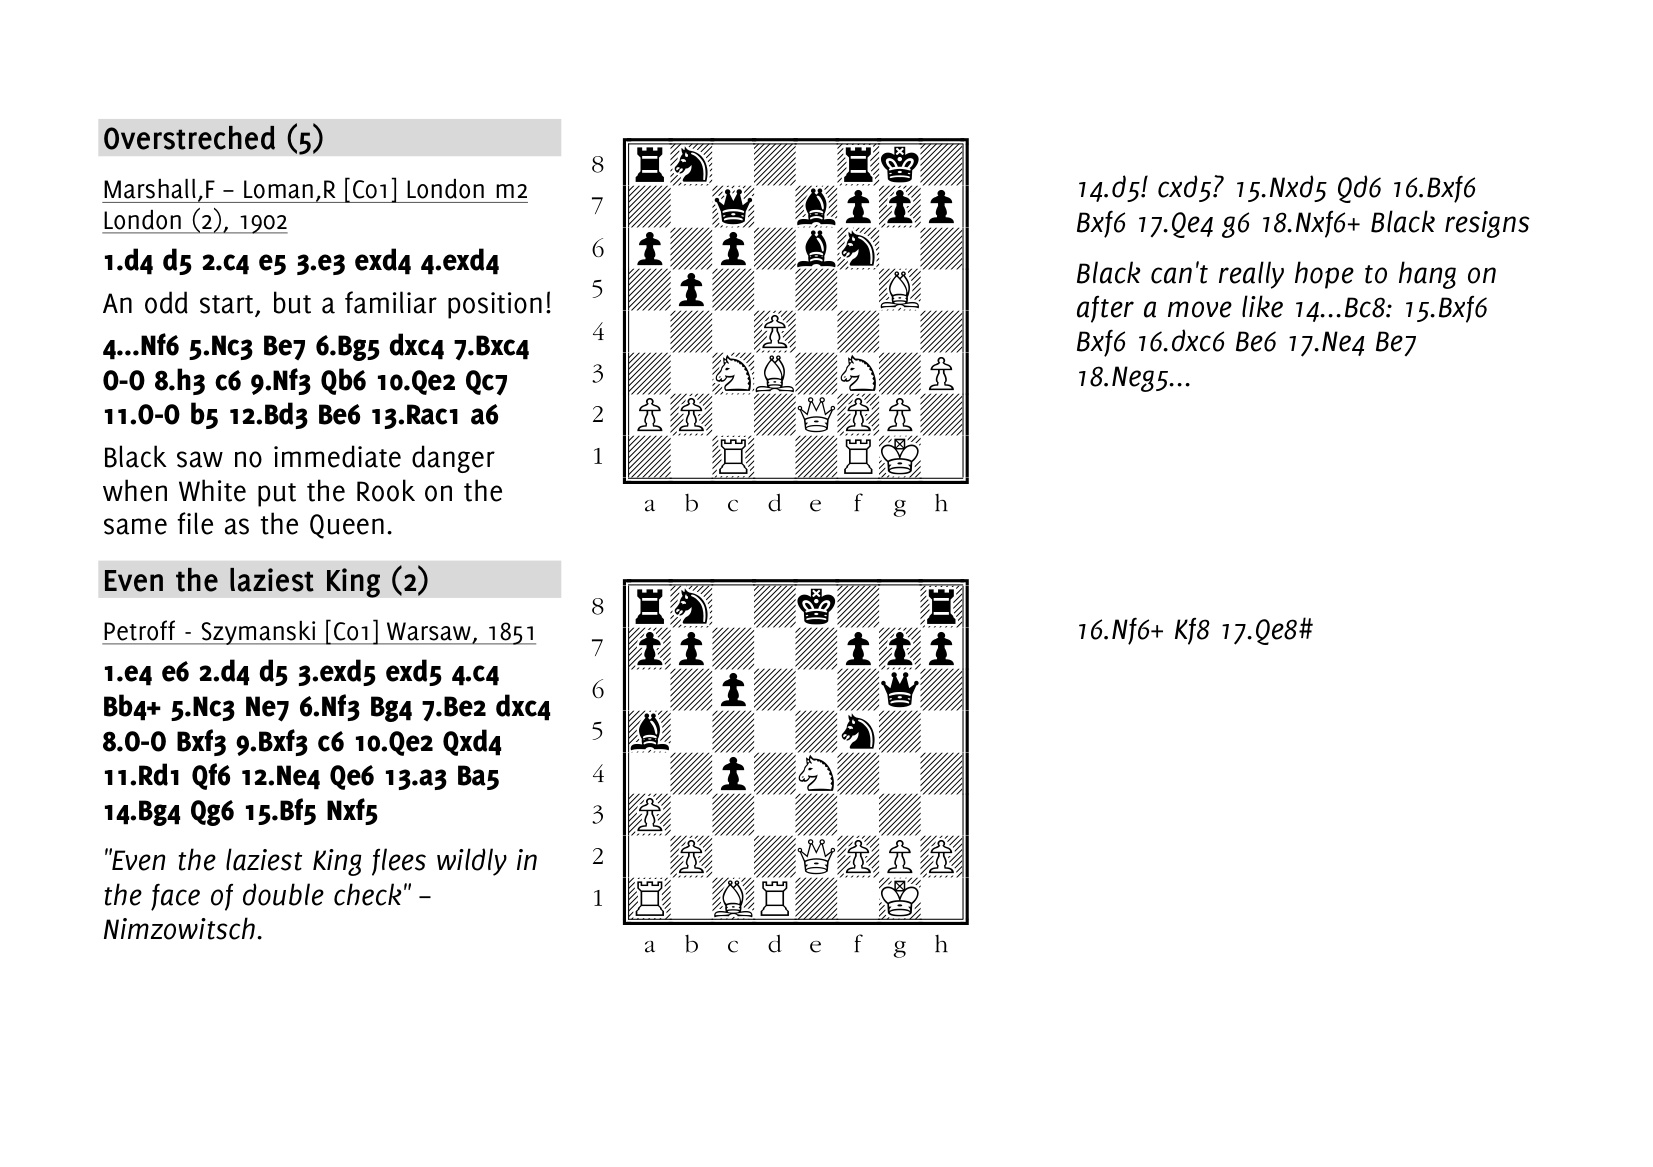 Overstreched (5)
Marshall,F – Loman,R [C01] London m2
London (2), 1902
1.d4 d5 2.c4 e5 3.e3 exd4 4.exd4
An odd start, but a familiar position!
4...Nf6 5.Nc3 Be7 6.Bg5 dxc4 7.Bxc4
0-0 8.h3 c6 9.Nf3 Qb6 10.Qe2 Qc7
11.0-0 b5 12.Bd3 Be6 13.Rac1 a6
Black saw no immediate danger
when White put the Rook on the
same file as the Queen.
8
7
6
5
4
3
2
1
a b c d e f g h
14.d5! cxd5? 15.Nxd5 Qd6 16.Bxf6
Bxf6 17.Qe4 g6 18.Nxf6+ Black resigns
Black can't really hope to hang on
after a move like 14...Bc8: 15.Bxf6
Bxf6 16.dxc6 Be6 17.Ne4 Be7
18.Neg5...
Even the laziest King (2)
Petroff - Szymanski [C01] Warsaw, 1851
1.e4 e6 2.d4 d5 3.exd5 exd5 4.c4
Bb4+ 5.Nc3 Ne7 6.Nf3 Bg4 7.Be2 dxc4
8.0-0 Bxf3 9.Bxf3 c6 10.Qe2 Qxd4
11.Rd1 Qf6 12.Ne4 Qe6 13.a3 Ba5
14.Bg4 Qg6 15.Bf5 Nxf5
"Even the laziest King flees wildly in
the face of double check" –
Nimzowitsch.
8
7
6
5
4
3
2
1
a b c d e f g h
16.Nf6+ Kf8 17.Qe8#